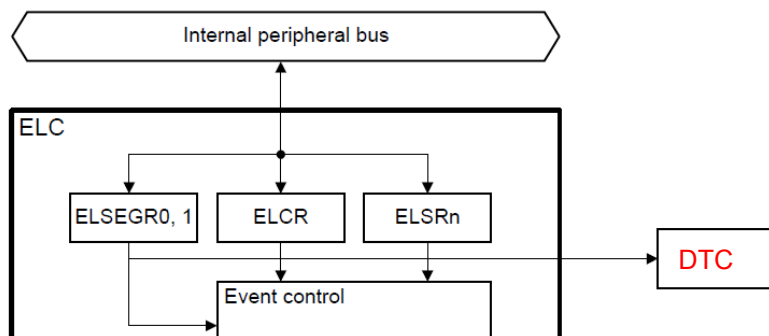 Internal peripheral bus
ELC
ELSEGR0, 1
ELCR
ELSRn
DTC
Event control